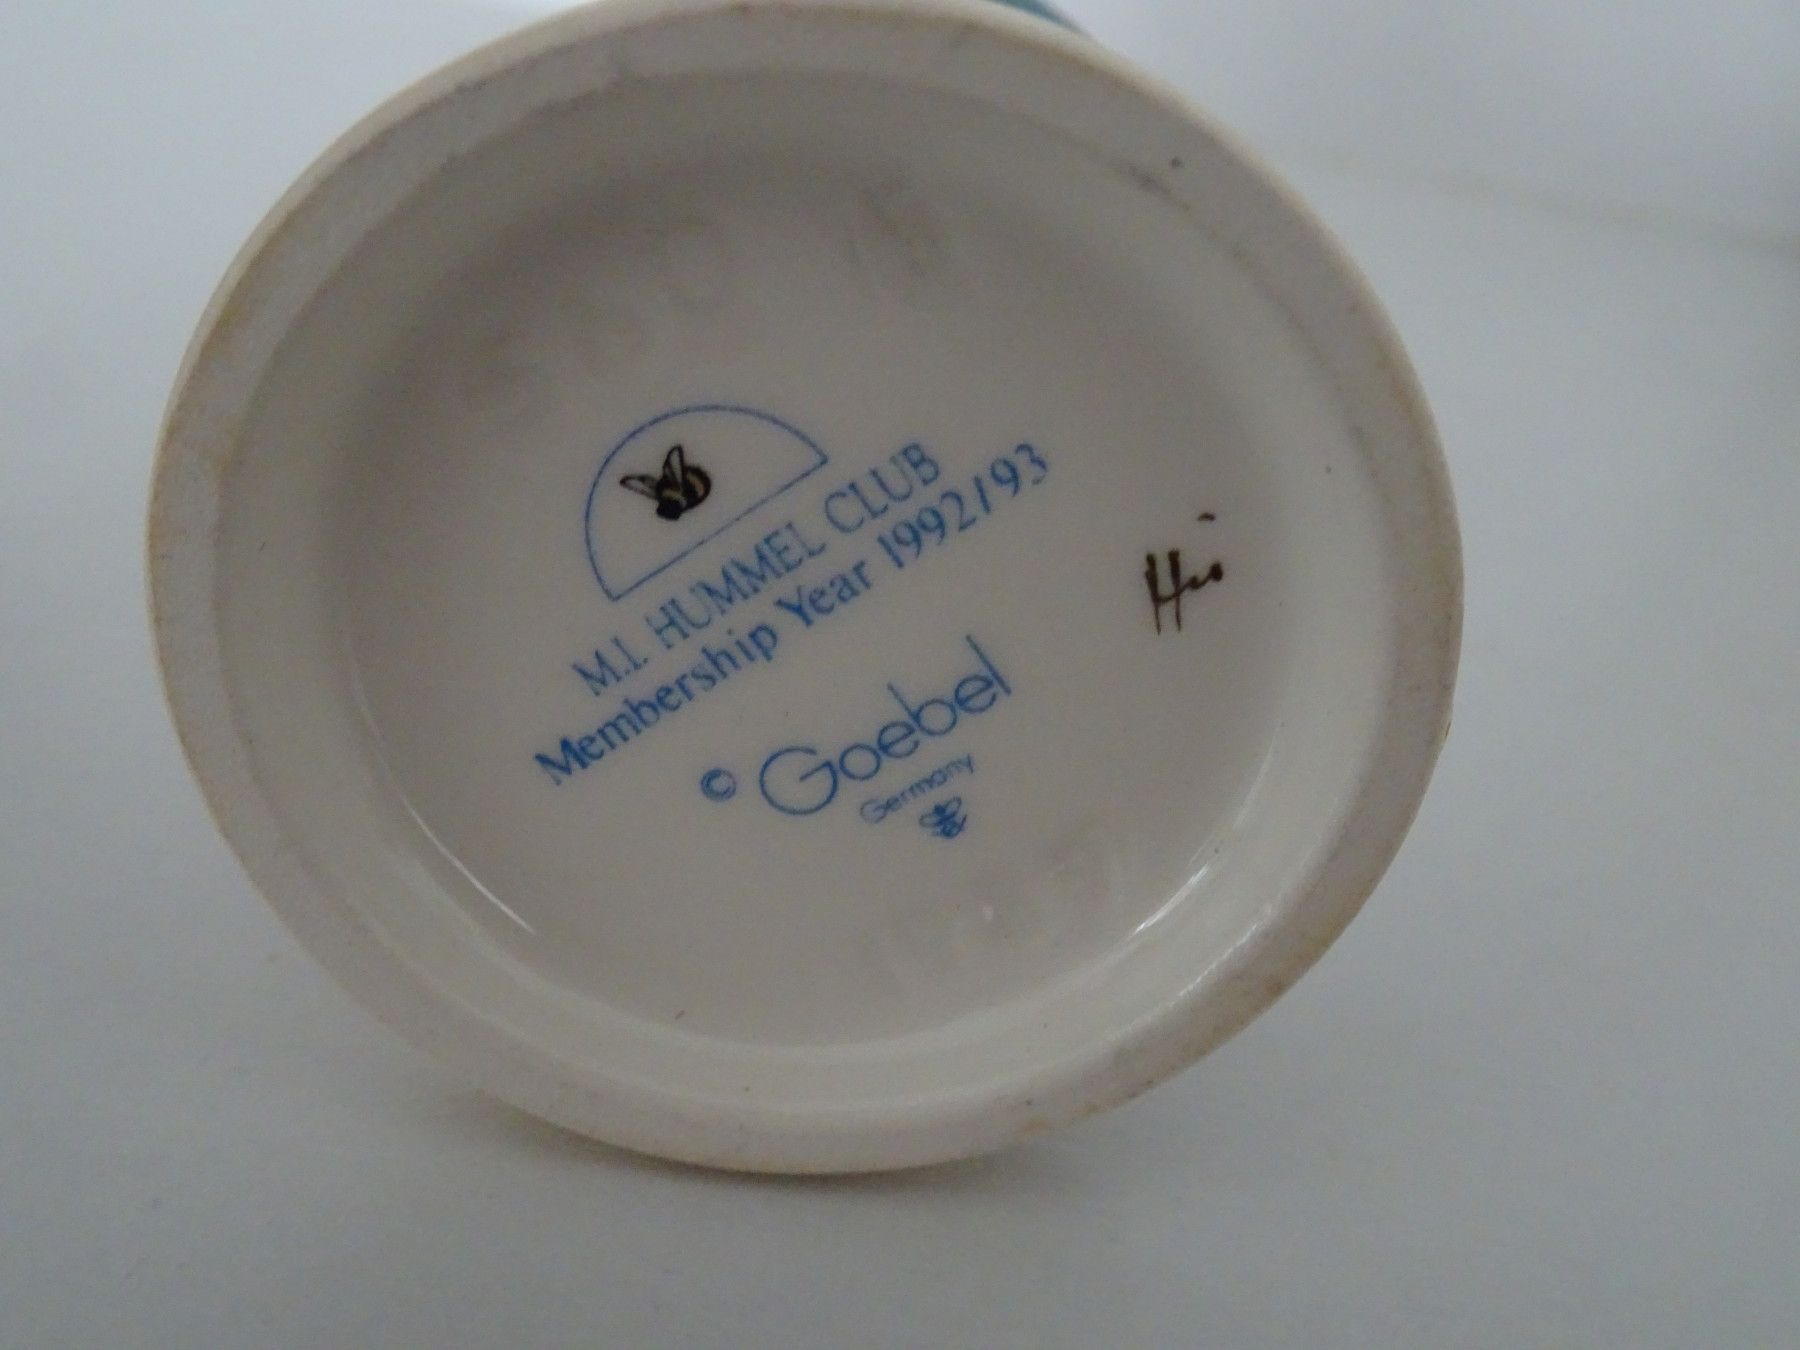 M.I. HUMMEL CLUB
Membership Year 1992/93
© Goebel
Germany